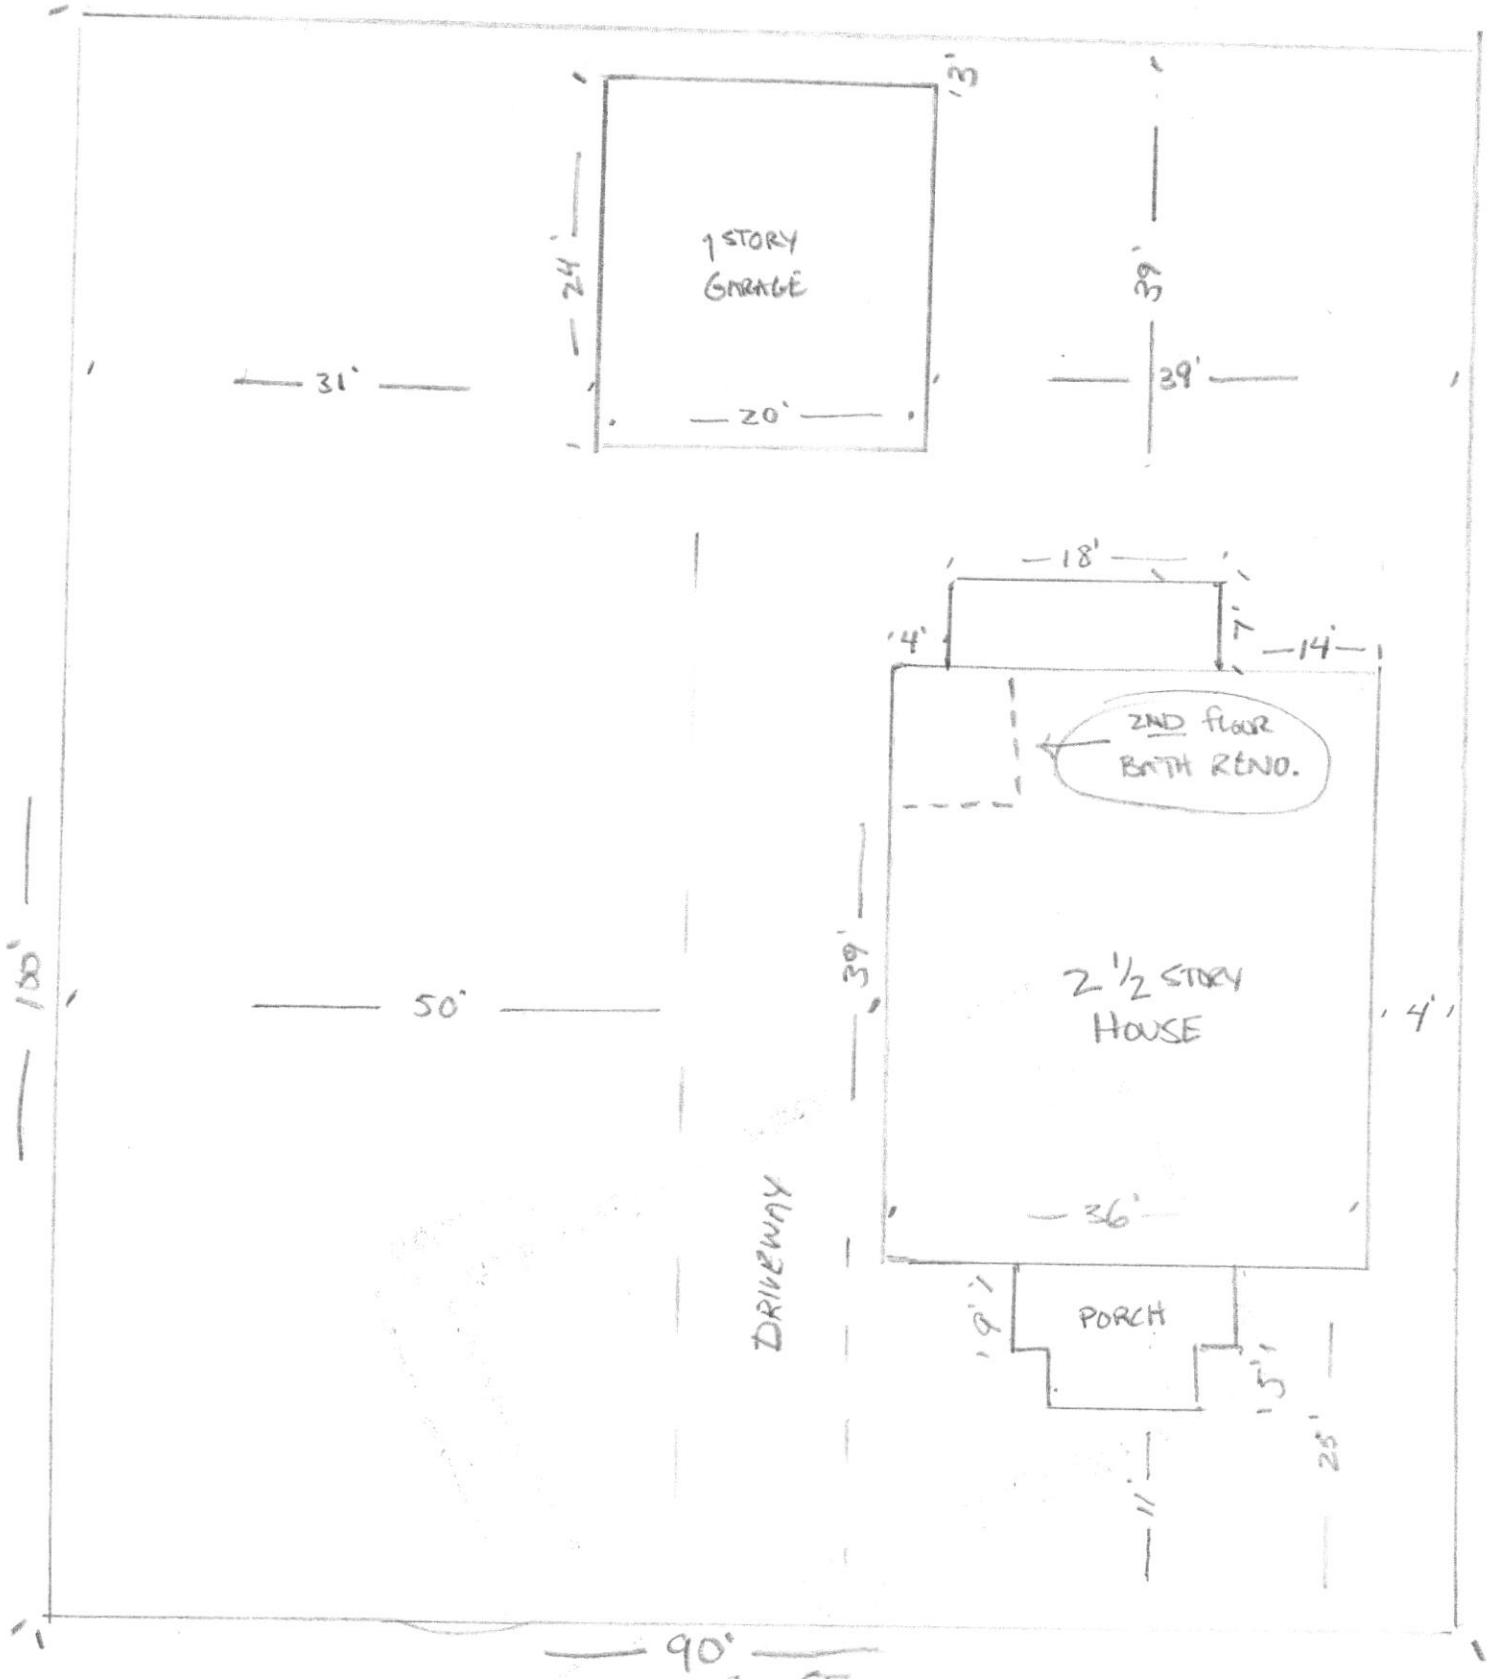 3'
1 STORY
GARAGE
24'
39'
31'
39'
20'
18'
4'
7'
14'
2ND FLOOR
BATH RENO.
39'
100'
50'
2 1/2 STORY
HOUSE
4'
36'
DRIVEWAY
9'
PORCH
5'
25'
11'
90'